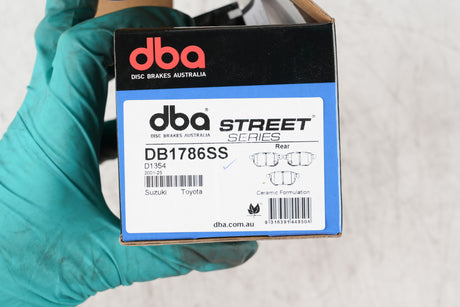 dba
DISC BRAKES AUSTRALIA
dba®
DISC BRAKES AUSTRALIA
STREET
SERIES
DB1786SS
D1354
Rear
Suzuki Toyota
Ceramic Formulation
dba.com.au